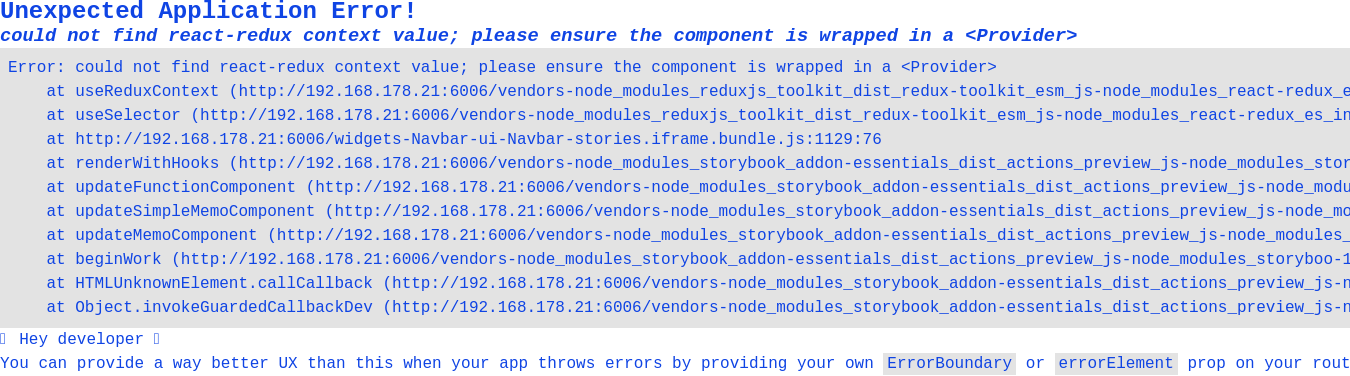 Unexpected Application Error!
could not find react-redux context value; please ensure the component is wrapped in a <Provider>
Error: could not find react-redux context value; please ensure the component is wrapped in a <Provider>
at useReduxContext (http://192.168.178.21:6006/vendors-node_modules_reduxjs_toolkit_dist_redux-toolkit_esm_js-node_modules_react-redux_e
at useSelector (http://192.168.178.21:6006/vendors-node_modules_reduxjs_toolkit_dist_redux-toolkit_esm_js-node_modules_react-redux_es_in
at http://192.168.178.21:6006/widgets-Navbar-ui-Navbar-stories.iframe.bundle.js:1129:76
at renderWithHooks (http://192.168.178.21:6006/vendors-node_modules_storybook_addon-essentials_dist_actions_preview_js-node_modules_stor
at updateFunctionComponent (http://192.168.178.21:6006/vendors-node_modules_storybook_addon-essentials_dist_actions_preview_js-node_modu
at updateSimpleMemoComponent (http://192.168.178.21:6006/vendors-node_modules_storybook_addon-essentials_dist_actions_preview_js-node_mo
at updateMemoComponent (http://192.168.178.21:6006/vendors-node_modules_storybook_addon-essentials_dist_actions_preview_js-node_modules_
at beginWork (http://192.168.178.21:6006/vendors-node_modules_storybook_addon-essentials_dist_actions_preview_js-node_modules_storyboo-1
at HTMLUnknownElement.callCallback (http://192.168.178.21:6006/vendors-node_modules_storybook_addon-essentials_dist_actions_preview_js-n
at Object.invokeGuardedCallbackDev (http://192.168.178.21:6006/vendors-node_modules_storybook_addon-essentials_dist_actions_preview_js-n
Hey developer
You can provide a way better UX than this when your app throws errors by providing your own ErrorBoundary or errorElement prop on your rout